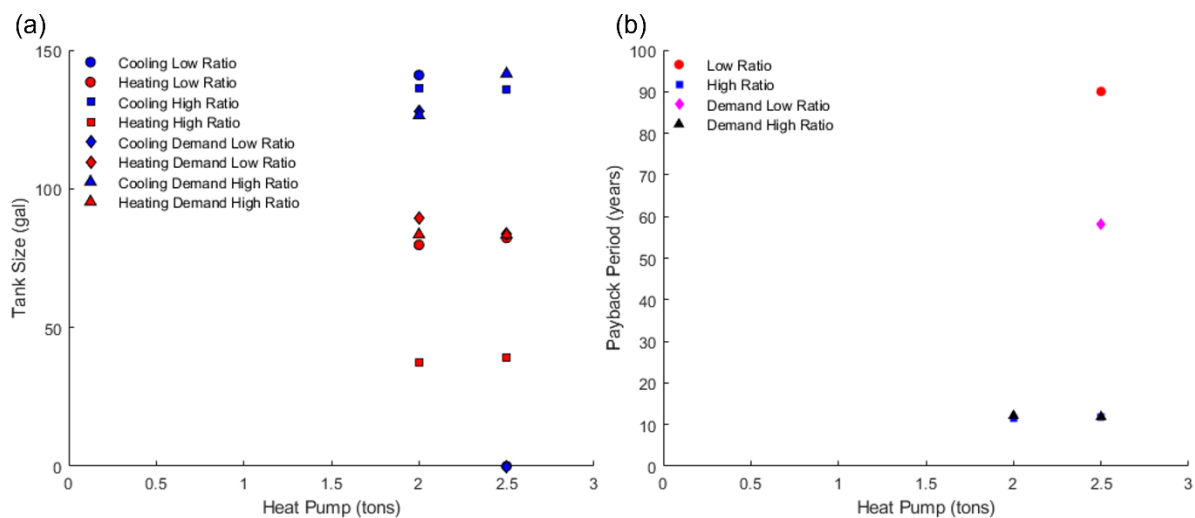 (a)
150
100
50
0
Tank Size (gal)
Cooling Low Ratio
Heating Low Ratio
Cooling High Ratio
Heating High Ratio
Cooling Demand Low Ratio
Heating Demand Low Ratio
Cooling Demand High Ratio
Heating Demand High Ratio
0 0.5 1 1.5 2 2.5 3
Heat Pump (tons)
(b)
100
90
80
70
60
50
40
30
20
10
0
Payback Period (years)
Low Ratio
High Ratio
Demand Low Ratio
Demand High Ratio
0 0.5 1 1.5 2 2.5 3
Heat Pump (tons)